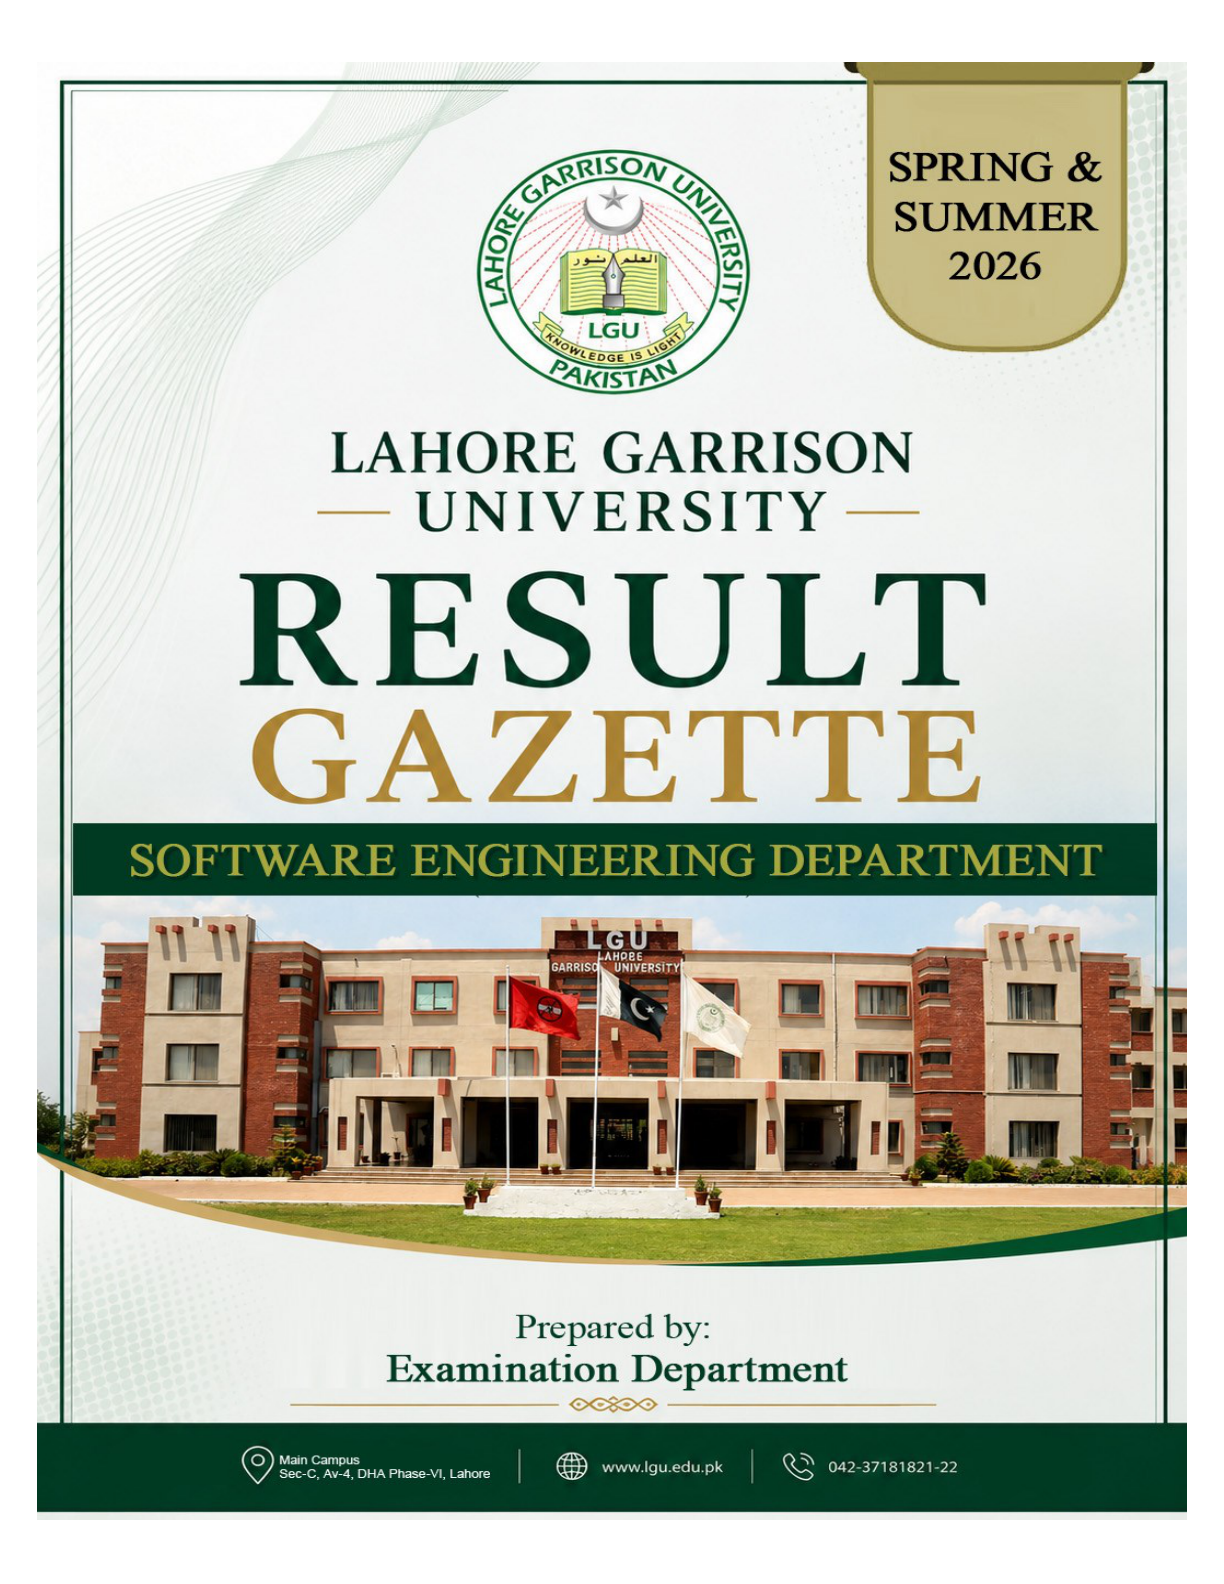 SPRING &
SUMMER
2026
LAHORE GARRISON UNIVERSITY
العلم نور
LGU
KNOWLEDGE IS LIGHT
PAKISTAN
LAHORE GARRISON
UNIVERSITY
RESULT
GAZETTE
SOFTWARE ENGINEERING DEPARTMENT
LGU
LAHORE
GARRISON UNIVERSITY
Prepared by:
Examination Department
Main Campus
Sec-C, Av-4, DHA Phase-VI, Lahore
www.lgu.edu.pk
042-37181821-22